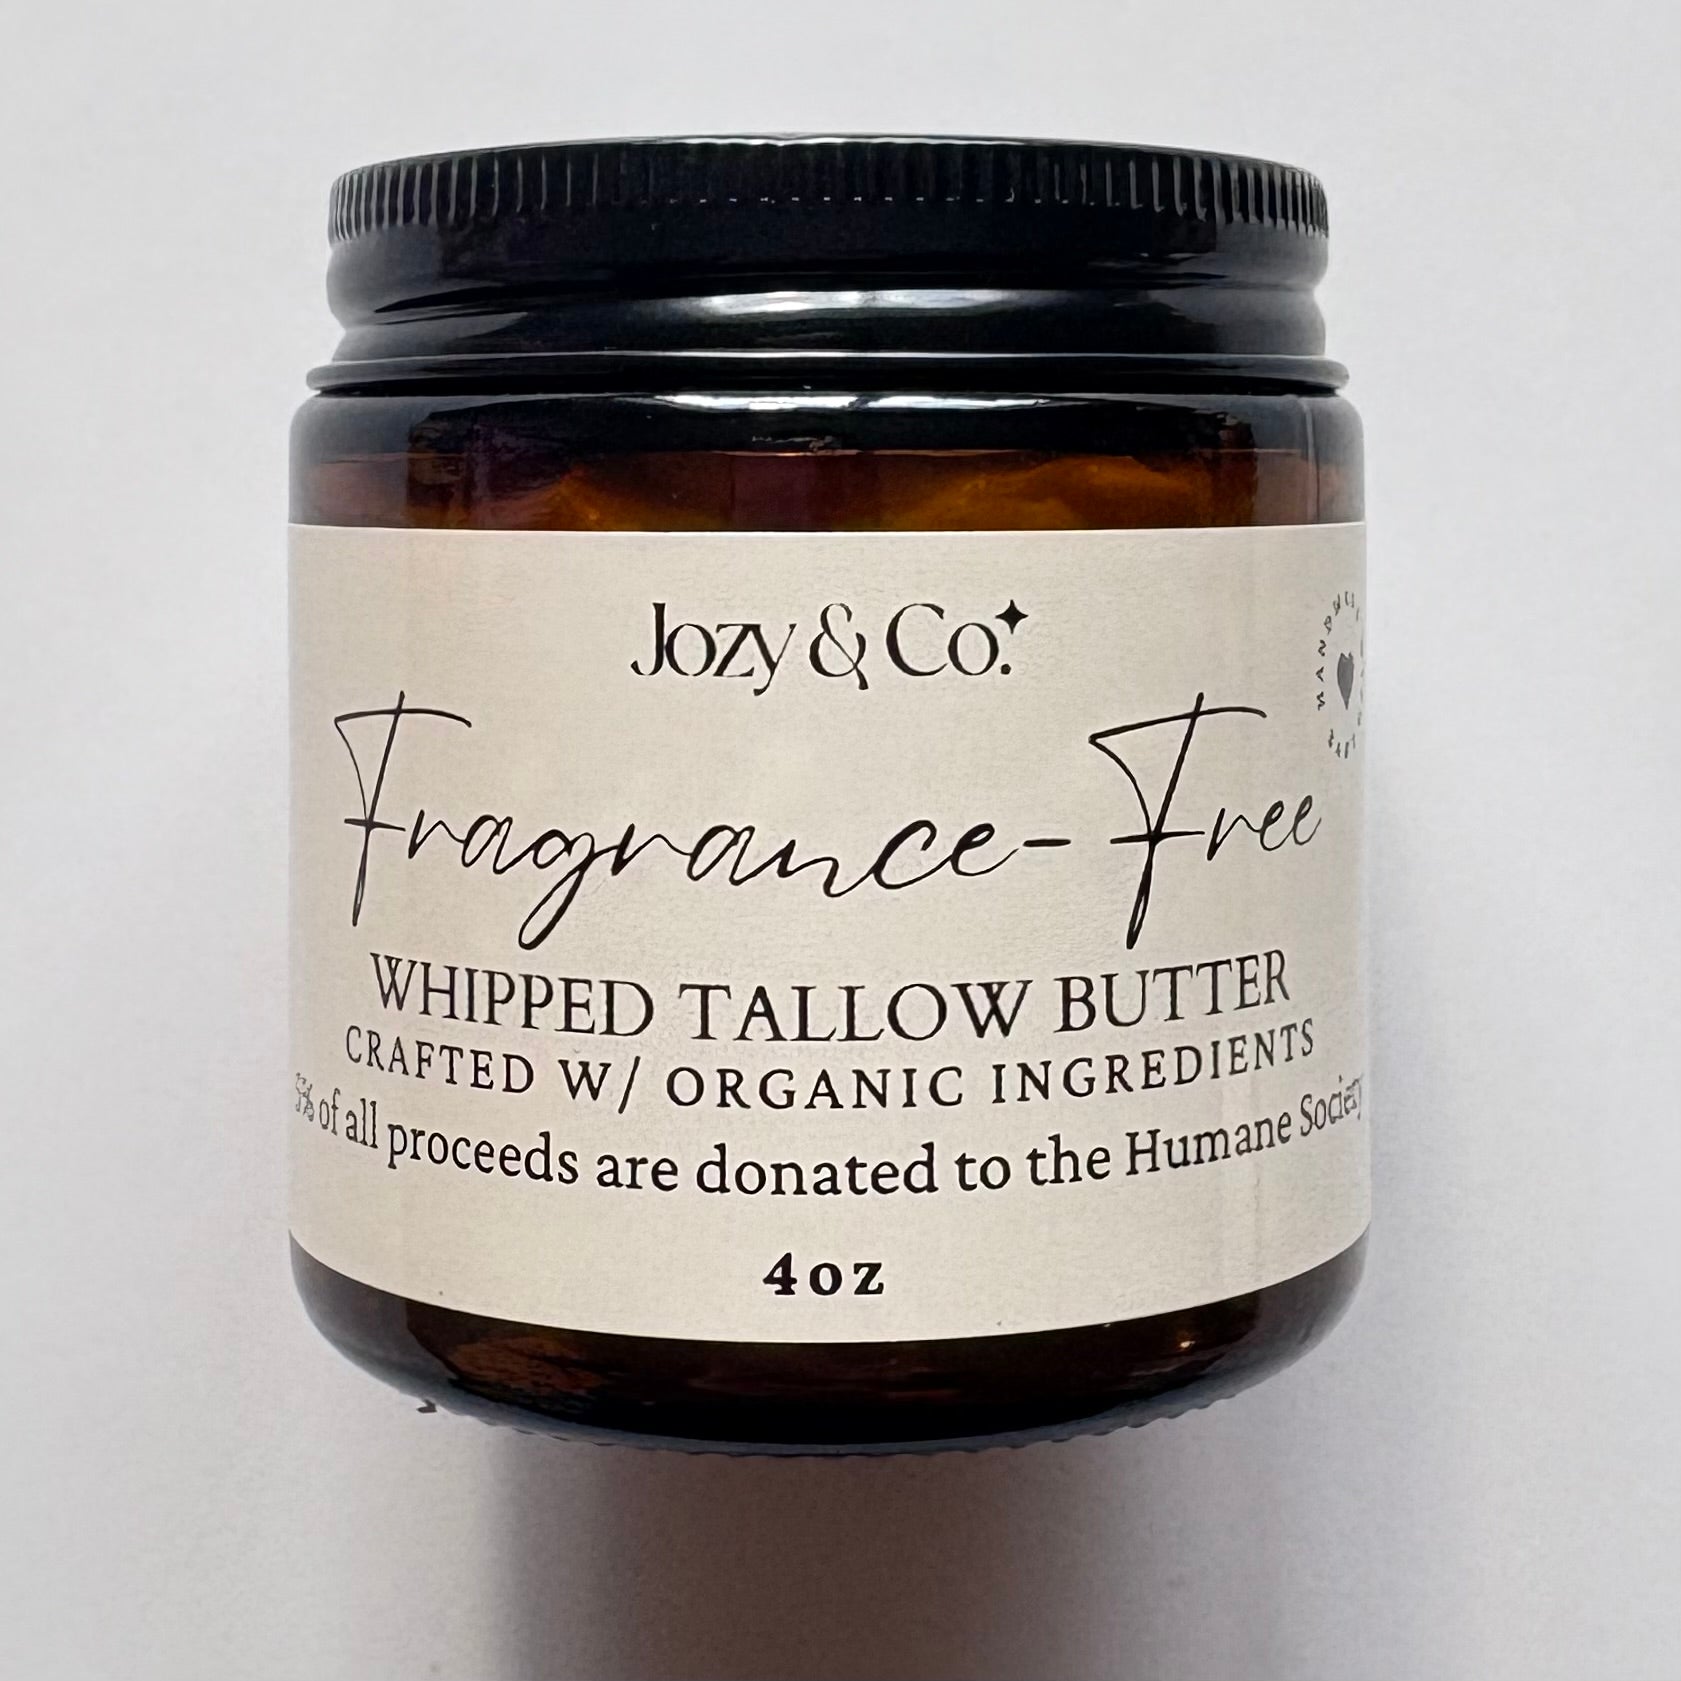 Jozy & Co.
Fragrance-Free
WHIPPED TALLOW BUTTER
CRAFTED W/ ORGANIC INGREDIENTS
of all proceeds are donated to the Humane Society
4oz